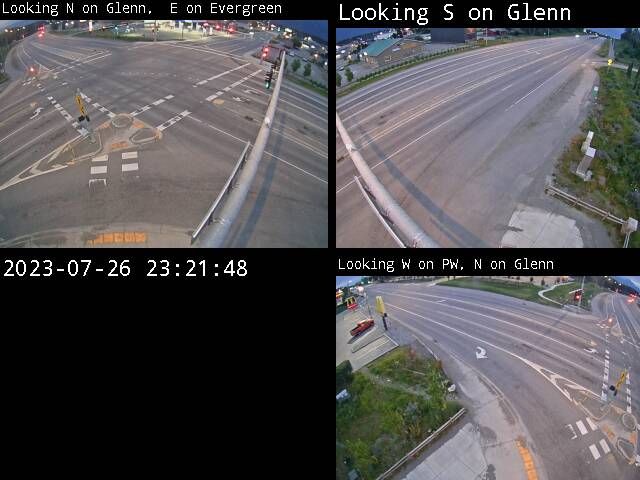 Looking N on Glenn, E on Evergreen
Looking S on Glenn
2023-07-26 23:21:48
Looking W on PW, N on Glenn